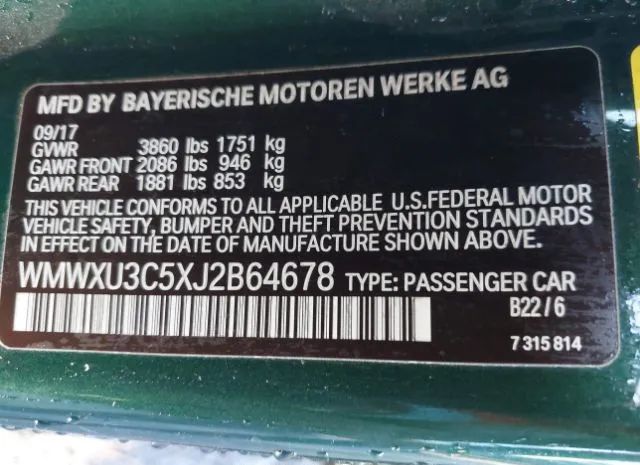 MFD BY BAYERISCHE MOTOREN WERKE AG
09/17
GVWR 3860 lbs 1751 kg
GAWR FRONT 2086 lbs 946 kg
GAWR REAR 1881 lbs 853 kg
THIS VEHICLE CONFORMS TO ALL APPLICABLE U.S.FEDERAL MOTOR
VEHICLE SAFETY, BUMPER AND THEFT PREVENTION STANDARDS
IN EFFECT ON THE DATE OF MANUFACTURE SHOWN ABOVE.
WMWXU3C5XJ2B64678 TYPE: PASSENGER CAR
B22/6
7 315 814